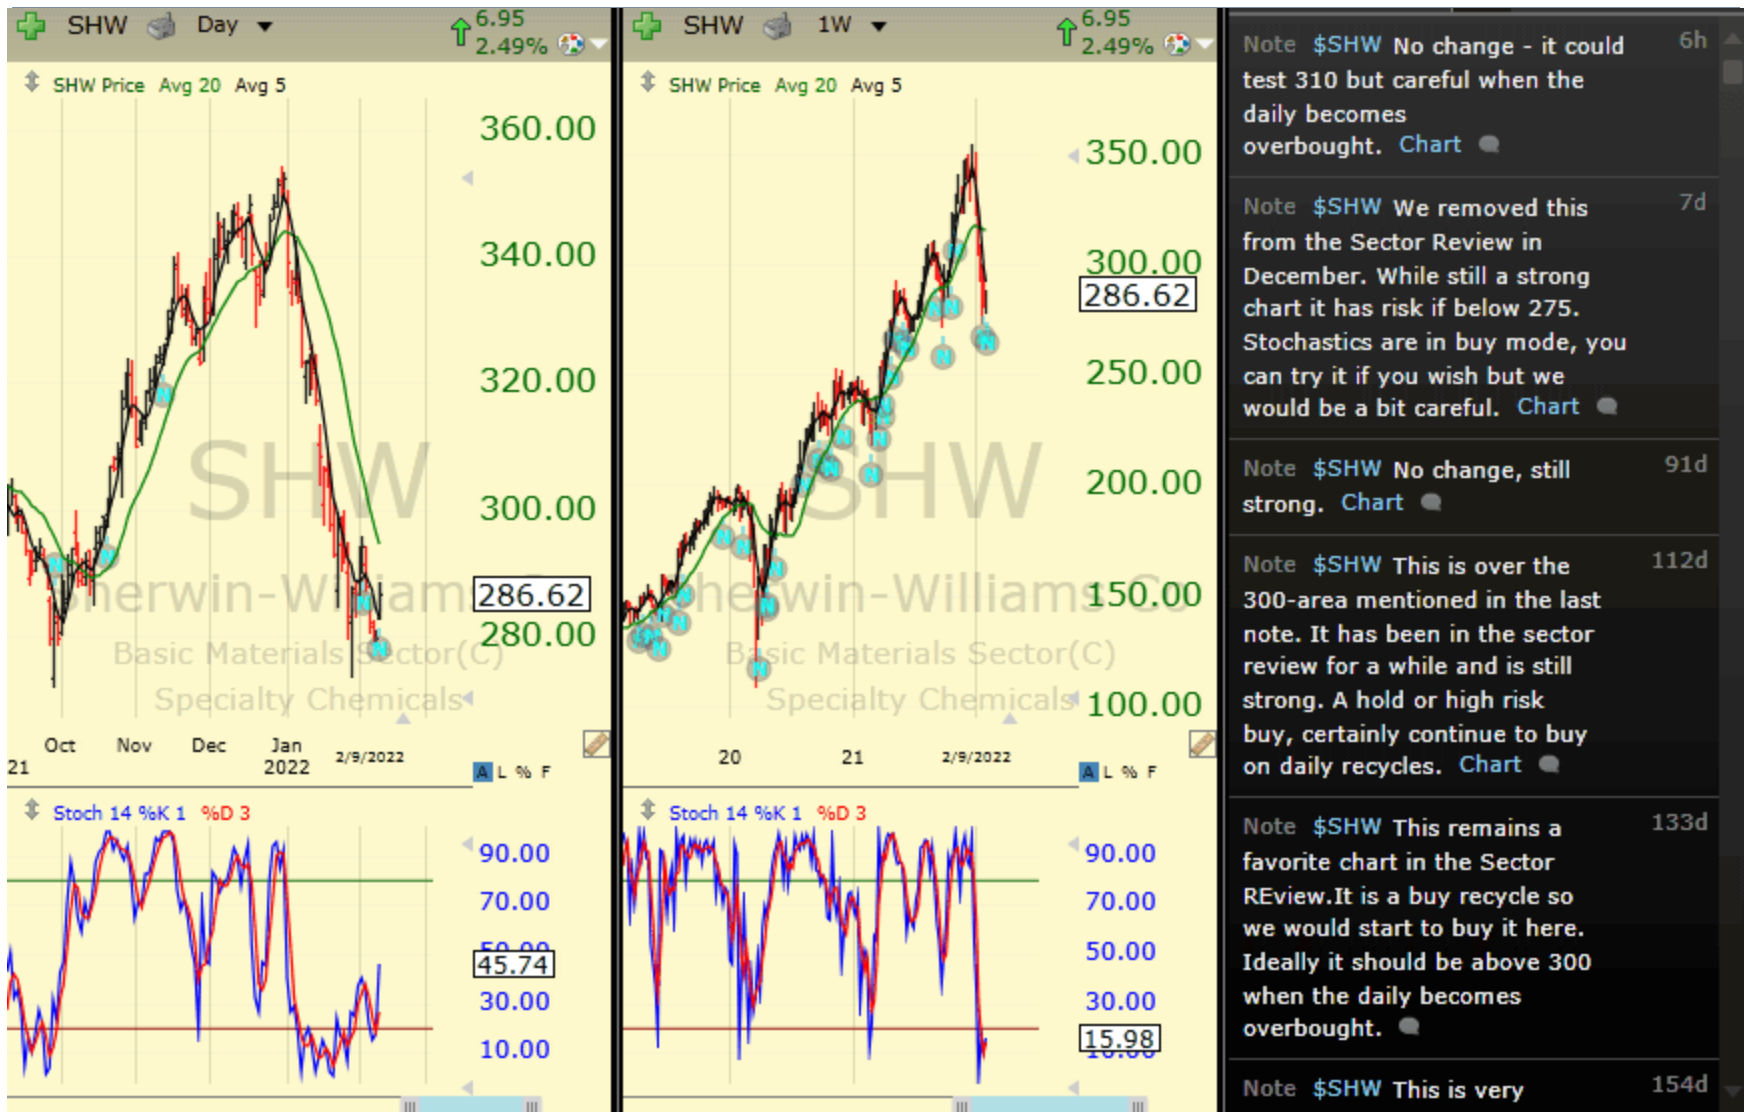 SHW Day 6.95
2.49%
SHW Price Avg 20 Avg 5
360.00
340.00
320.00
300.00
286.62
280.00
SHW
Sherwin-Williams Co
Basic Materials Sector(C)
Specialty Chemicals
Oct Nov Dec Jan 2/9/2022
21 2022
A L % F
Stoch 14 %K 1 %D 3
90.00
70.00
50.00
45.74
30.00
10.00
SHW 1W 6.95
2.49%
SHW Price Avg 20 Avg 5
350.00
300.00
286.62
250.00
200.00
150.00
100.00
SHW
Sherwin-Williams Co
Basic Materials Sector(C)
Specialty Chemicals
20 21 2/9/2022
A L % F
Stoch 14 %K 1 %D 3
90.00
70.00
50.00
30.00
15.98
10.00
Note $SHW No change - it could 6h
test 310 but careful when the
daily becomes
overbought. Chart
Note $SHW We removed this 7d
from the Sector Review in
December. While still a strong
chart it has risk if below 275.
Stochastics are in buy mode, you
can try it if you wish but we
would be a bit careful. Chart
Note $SHW No change, still 91d
strong. Chart
Note $SHW This is over the 112d
300-area mentioned in the last
note. It has been in the sector
review for a while and is still
strong. A hold or high risk
buy, certainly continue to buy
on daily recycles. Chart
Note $SHW This remains a 133d
favorite chart in the Sector
REview.It is a buy recycle so
we would start to buy it here.
Ideally it should be above 300
when the daily becomes
overbought.
Note $SHW This is very 154d